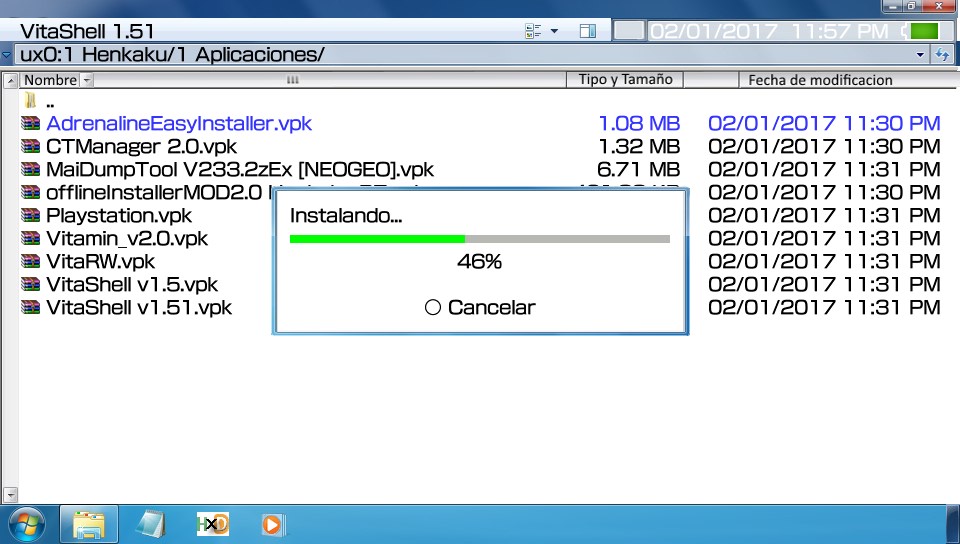 VitaShell 1.51
02/01/2017 11:57 PM
ux0:1 Henkaku/1 Aplicaciones/
Nombre Tipo y Tamaño Fecha de modificacion
..
AdrenalineEasyInstaller.vpk 1.08 MB 02/01/2017 11:30 PM
CTManager 2.0.vpk 1.32 MB 02/01/2017 11:30 PM
MaiDumpTool V233.2zEx [NEOGEO].vpk 6.71 MB 02/01/2017 11:31 PM
offlineInstallerMOD2.0 02/01/2017 11:30 PM
Playstation.vpk 02/01/2017 11:31 PM
Vitamin_v2.0.vpk 02/01/2017 11:31 PM
VitaRW.vpk 02/01/2017 11:31 PM
VitaShell v1.5.vpk 02/01/2017 11:31 PM
VitaShell v1.51.vpk 02/01/2017 11:31 PM
Instalando...
46%
Cancelar
HxD